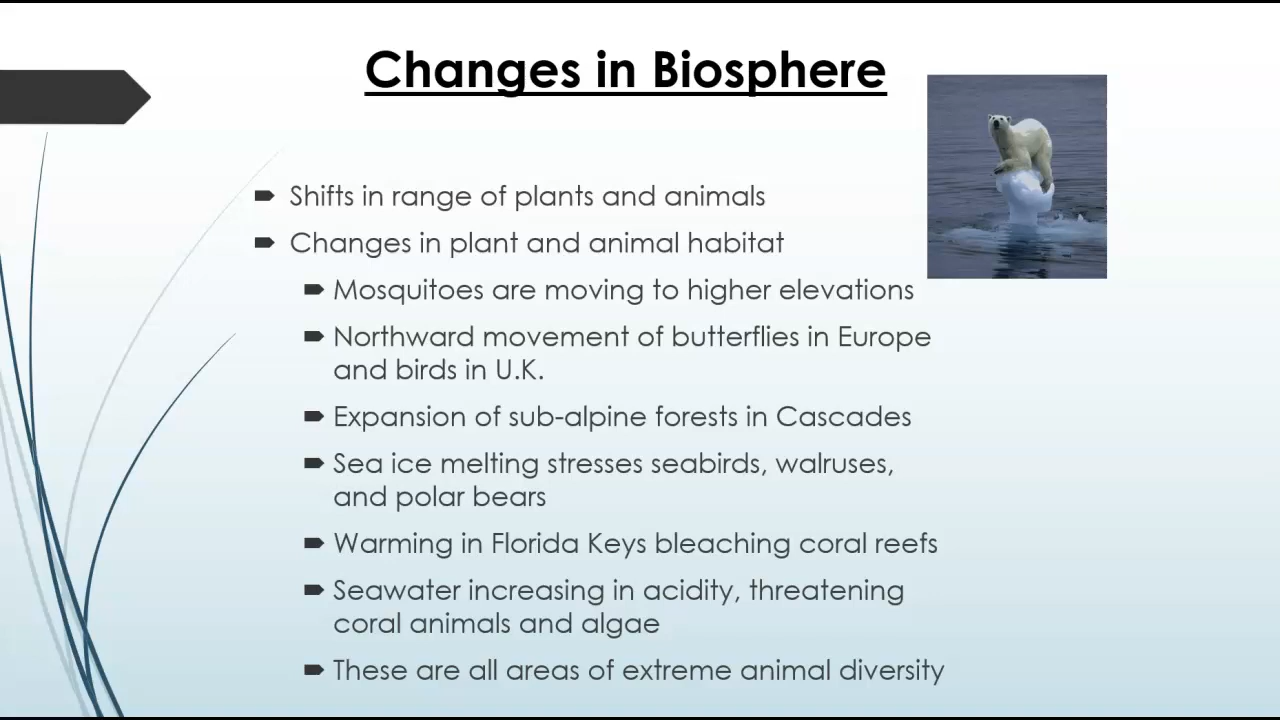 Changes in Biosphere
Shifts in range of plants and animals
Changes in plant and animal habitat
Mosquitoes are moving to higher elevations
Northward movement of butterflies in Europe
and birds in U.K.
Expansion of sub-alpine forests in Cascades
Sea ice melting stresses seabirds, walruses,
and polar bears
Warming in Florida Keys bleaching coral reefs
Seawater increasing in acidity, threatening
coral animals and algae
These are all areas of extreme animal diversity